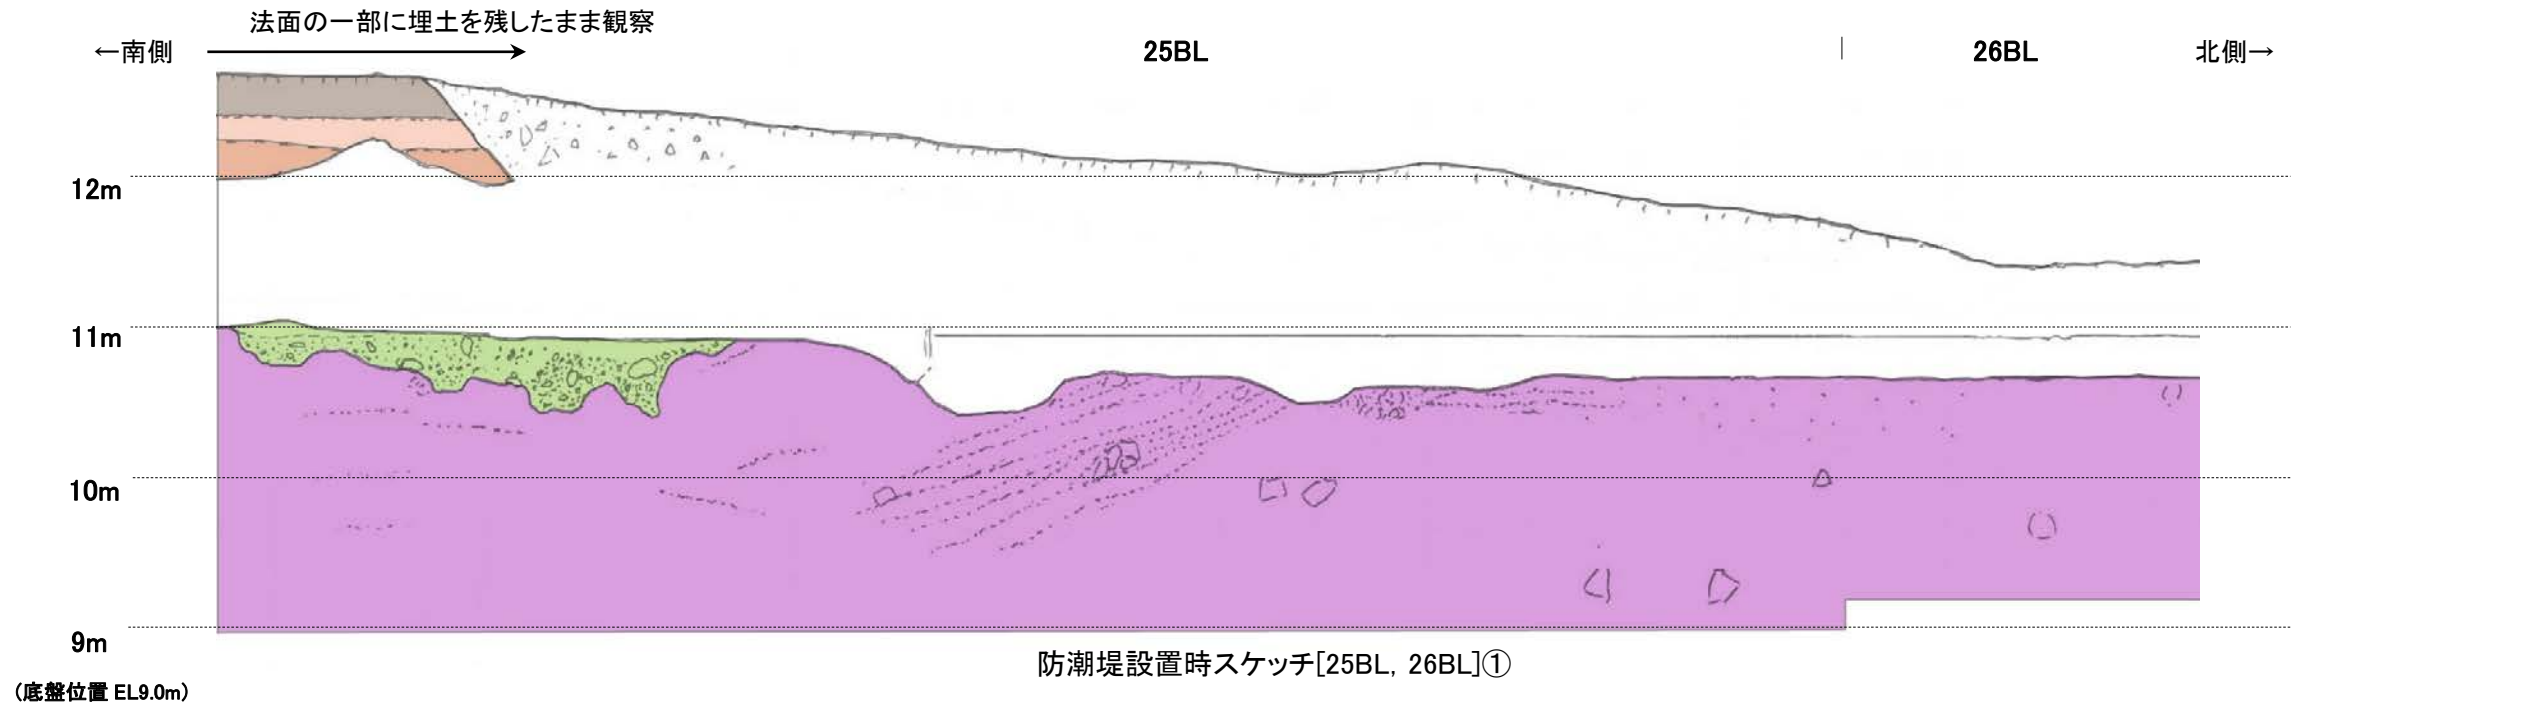 法面の一部に埋土を残したまま観察
←南側
25BL
26BL
北側→
12m
11m
10m
9m
防潮堤設置時スケッチ[25BL, 26BL]①
（底盤位置 EL9.0m）